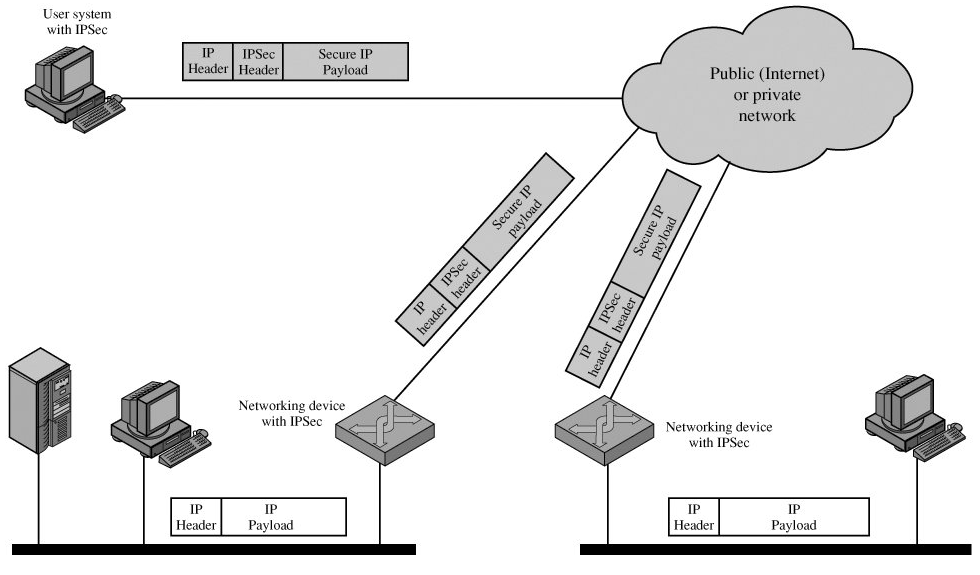 User system
with IPSec
IP
Header
IPSec
Header
Secure IP
Payload
Public (Internet)
or private
network
Secure IP
payload
IPSec
header
IP
header
Secure IP
payload
IPSec
header
IP
header
Networking device
with IPSec
Networking device
with IPSec
IP
Header
IP
Payload
IP
Header
IP
Payload